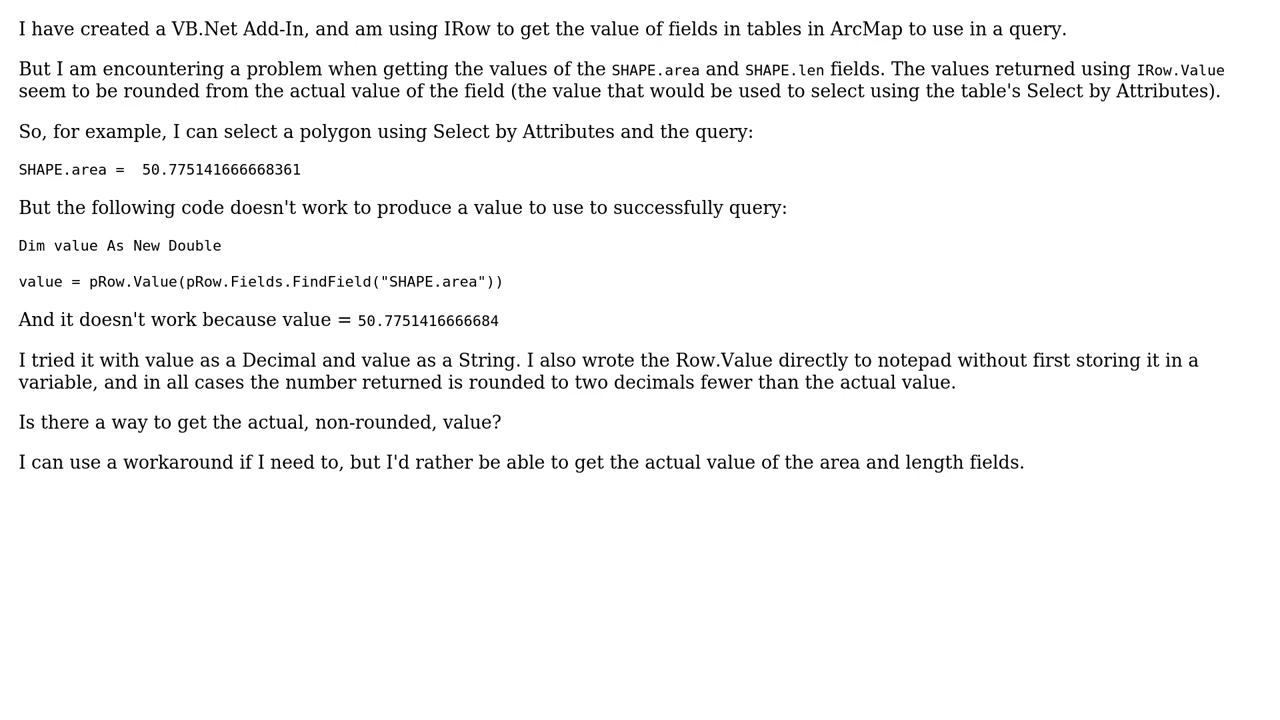 I have created a VB.Net Add-In, and am using IRow to get the value of fields in tables in ArcMap to use in a query.
But I am encountering a problem when getting the values of the SHAPE.area and SHAPE.len fields. The values returned using IRow.Value
seem to be rounded from the actual value of the field (the value that would be used to select using the table's Select by Attributes).
So, for example, I can select a polygon using Select by Attributes and the query:
SHAPE.area =  50.775141666668361
But the following code doesn't work to produce a value to use to successfully query:
Dim value As New Double
value = pRow.Value(pRow.Fields.FindField("SHAPE.area"))
And it doesn't work because value = 50.7751416666684
I tried it with value as a Decimal and value as a String. I also wrote the Row.Value directly to notepad without first storing it in a
variable, and in all cases the number returned is rounded to two decimals fewer than the actual value.
Is there a way to get the actual, non-rounded, value?
I can use a workaround if I need to, but I'd rather be able to get the actual value of the area and length fields.